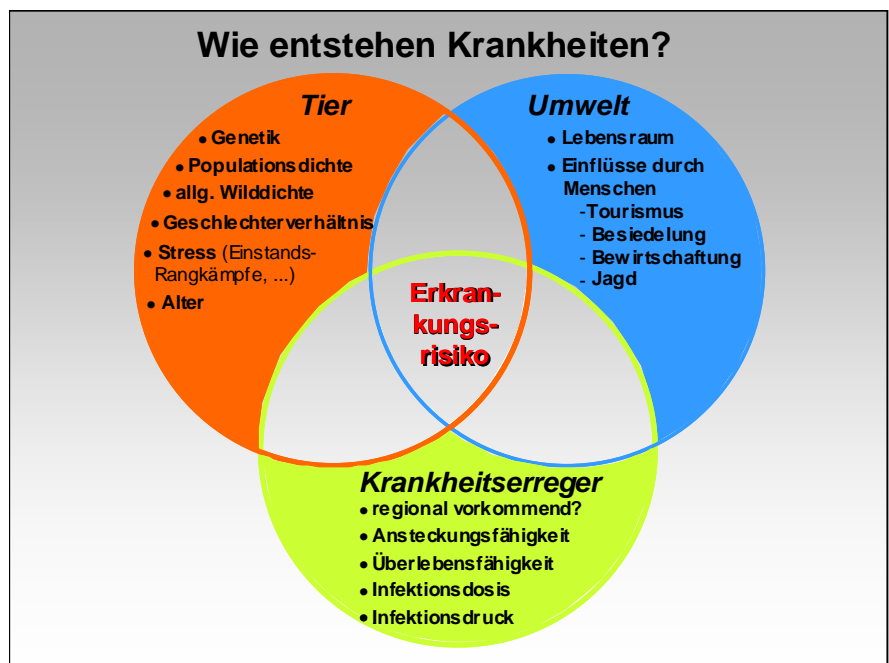 Wie entstehen Krankheiten?
Tier
• Genetik
• Populationsdichte
• allg. Wilddichte
• Geschlechterverhältnis
• Stress (Einstands-
Rangkämpfe, ...)
• Alter
Umwelt
• Lebensraum
• Einflüsse durch
Menschen
- Tourismus
- Besiedelung
- Bewirtschaftung
- Jagd
Erkran-
kungs-
risiko
Krankheitserreger
• regional vorkommend?
• Ansteckungsfähigkeit
• Überlebensfähigkeit
• Infektionsdosis
• Infektionsdruck